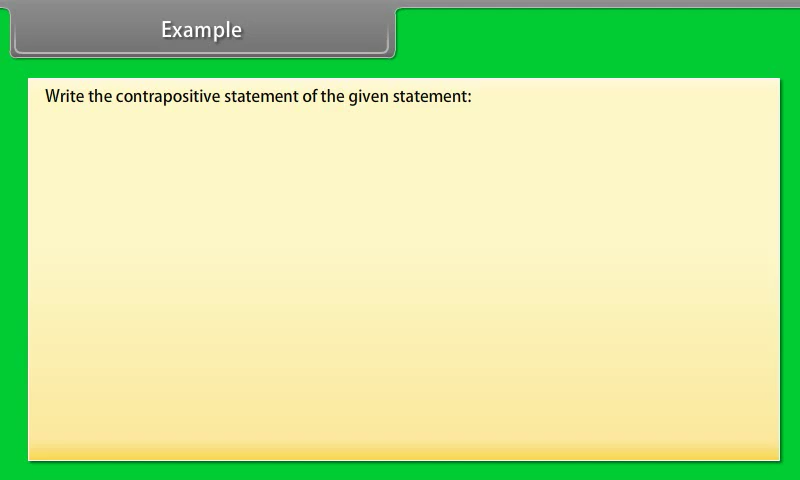 Example
Write the contrapositive statement of the given statement: